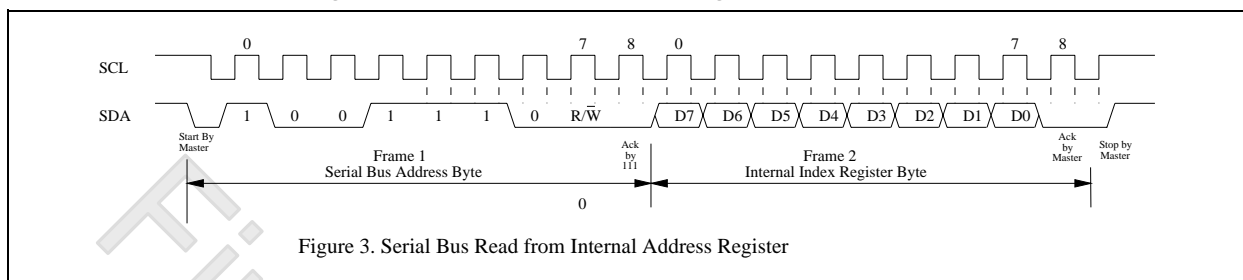 0 7 8 0 7 8
SCL
SDA
1 0 0 1 1 1 0 R/W̅ D7 D6 D5 D4 D3 D2 D1 D0
Start By
Master
Ack
by
111
Ack
by
Master
Stop by
Master
Frame 1
Serial Bus Address Byte
Frame 2
Internal Index Register Byte
0
Figure 3. Serial Bus Read from Internal Address Register